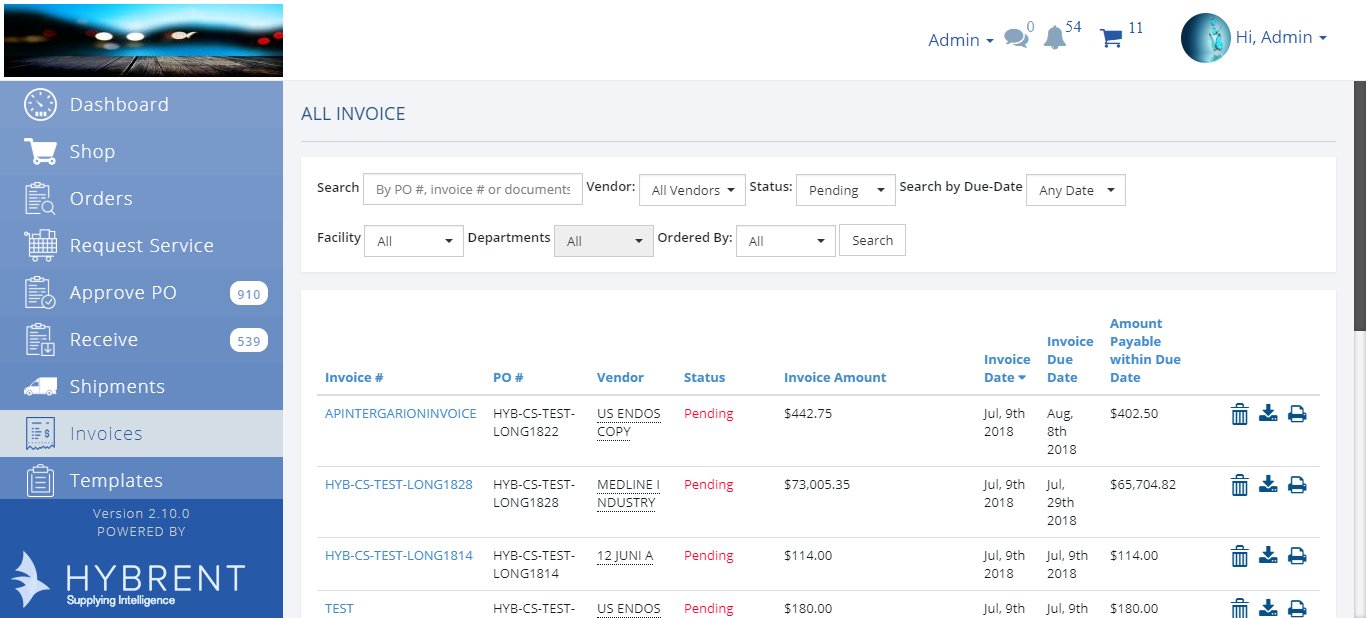 Admin 0 54 11 Hi, Admin
Dashboard
Shop
Orders
Request Service
Approve PO 910
Receive 539
Shipments
Invoices
Templates
Version 2.10.0
POWERED BY
HYBRENT
Supplying Intelligence
ALL INVOICE
Search By PO #, invoice # or documents Vendor: All Vendors Status: Pending Search by Due-Date Any Date
Facility All Departments All Ordered By: All Search
Invoice # PO # Vendor Status Invoice Amount Invoice Date Invoice Due Date Amount Payable within Due Date
APINTERGARIONINVOICE HYB-CS-TEST-LONG1822 US ENDOS COPY Pending $442.75 Jul, 9th 2018 Aug, 8th 2018 $402.50
HYB-CS-TEST-LONG1828 HYB-CS-TEST-LONG1828 MEDLINE I NDUSTRY Pending $73,005.35 Jul, 9th 2018 Jul, 29th 2018 $65,704.82
HYB-CS-TEST-LONG1814 HYB-CS-TEST-LONG1814 12 JUNI A Pending $114.00 Jul, 9th 2018 Jul, 9th 2018 $114.00
TEST HYB-CS-TEST- US ENDOS Pending $180.00 Jul, 9th Jul, 9th $180.00